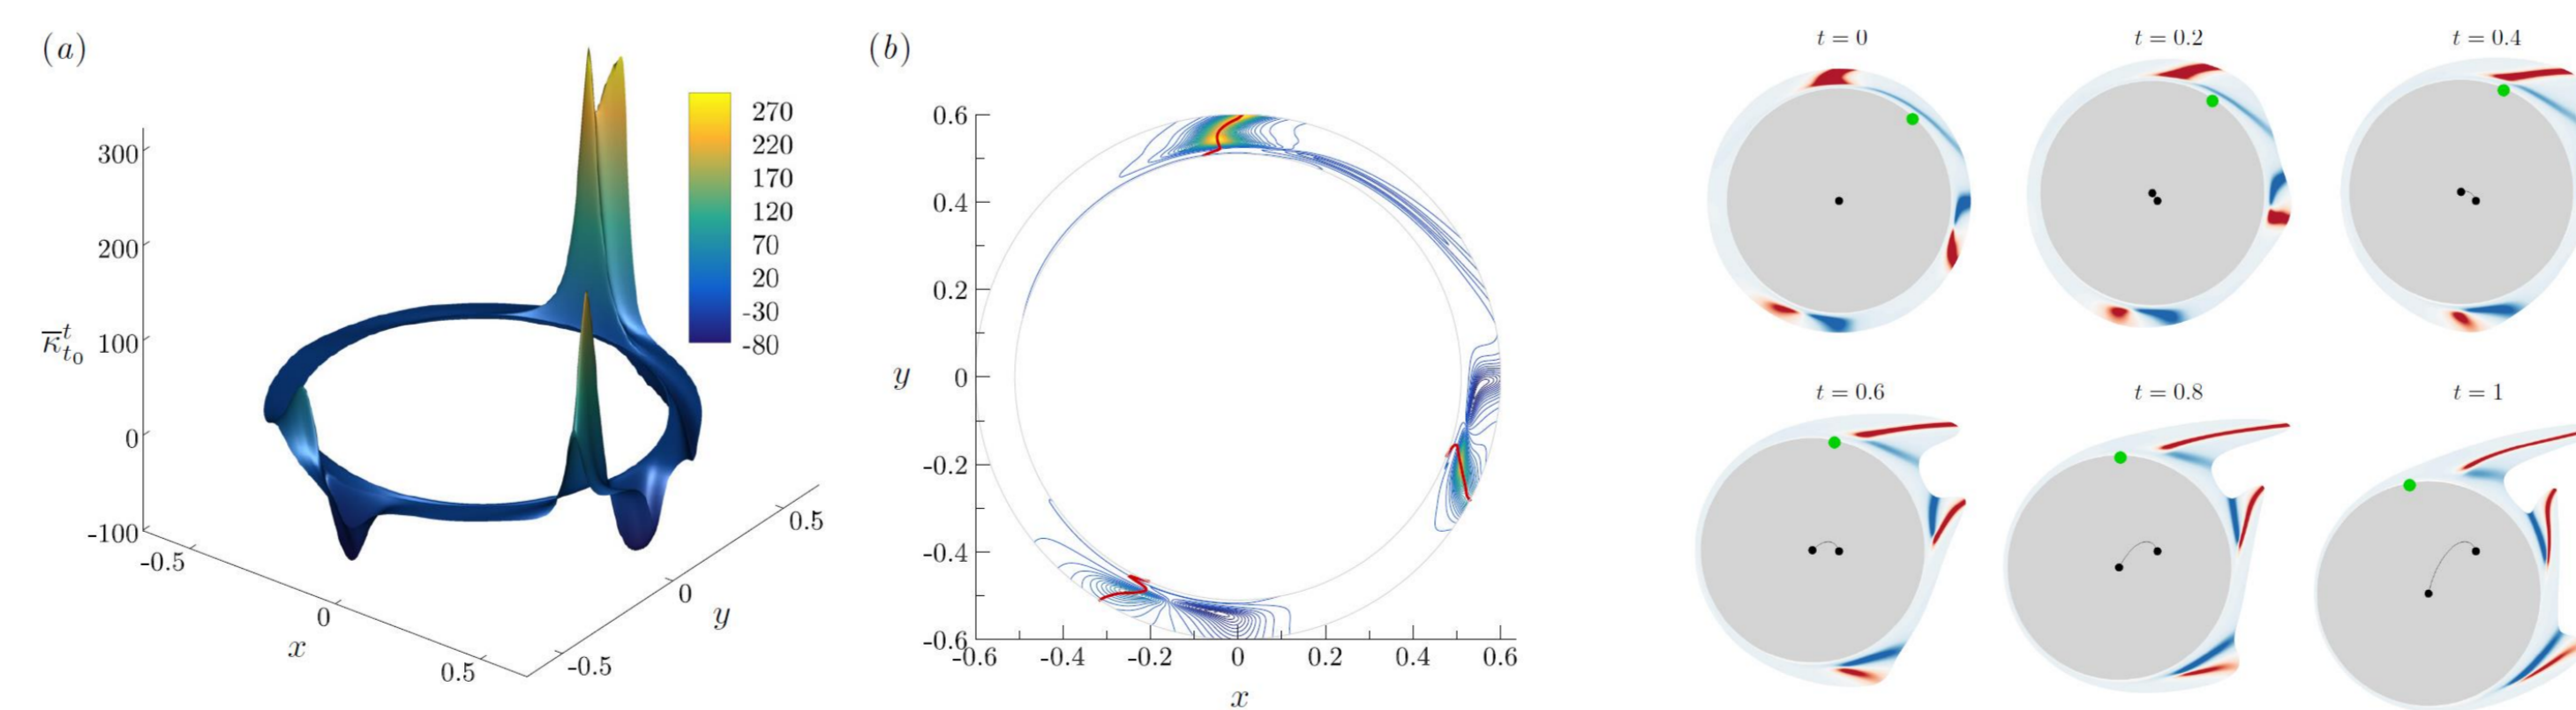 (a)
300
200
100
0
-100
κ̅ᵗₜ₀
-0.5
0
0.5
x
-0.5
0
0.5
y
270
220
170
120
70
20
-30
-80
(b)
0.6
0.4
0.2
0
-0.2
-0.4
-0.6
y
-0.6 -0.4 -0.2 0 0.2 0.4 0.6
x
t = 0 t = 0.2 t = 0.4
t = 0.6 t = 0.8 t = 1